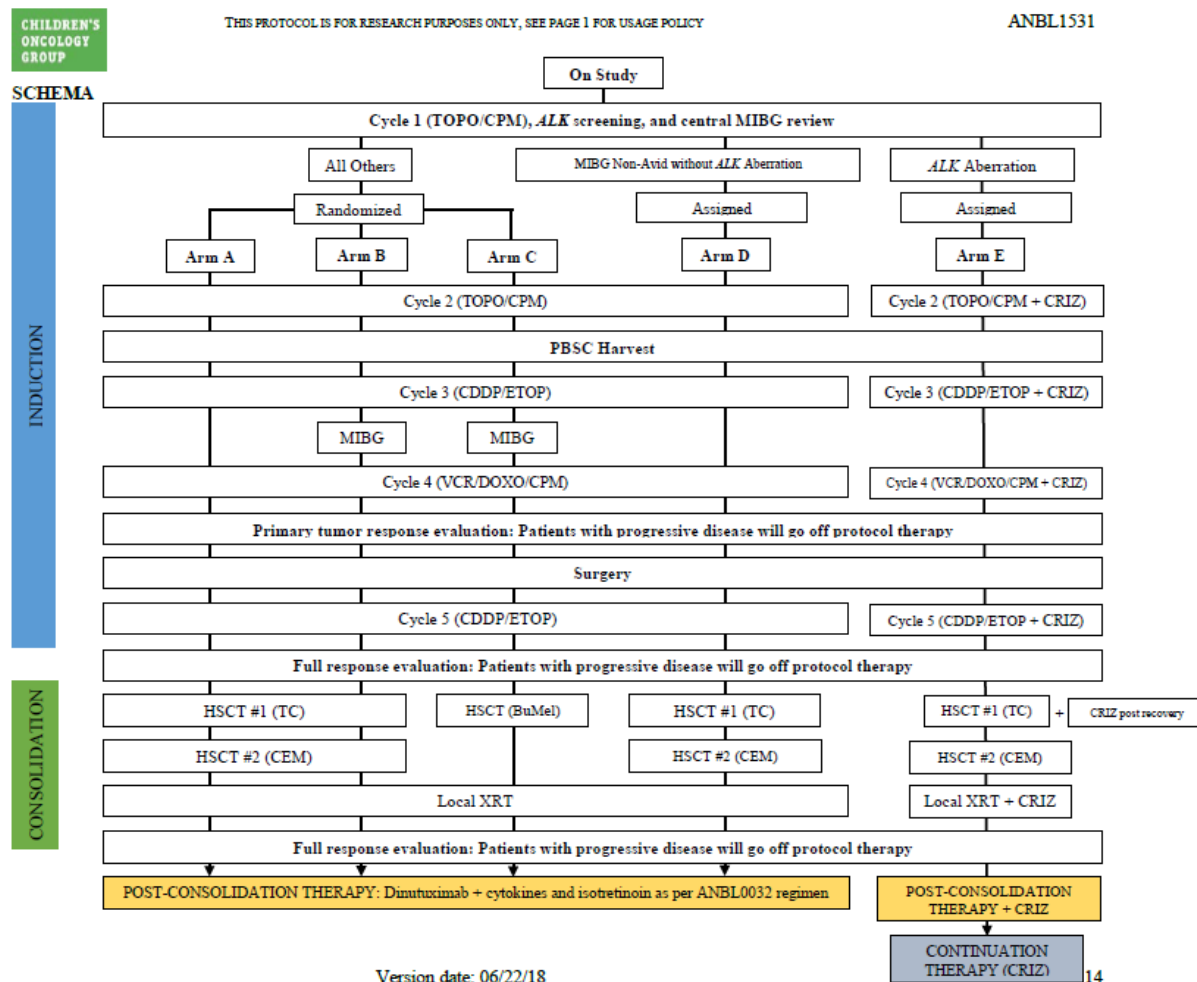 CHILDREN'S
ONCOLOGY
GROUP
THIS PROTOCOL IS FOR RESEARCH PURPOSES ONLY, SEE PAGE 1 FOR USAGE POLICY
ANBL1531
SCHEMA
On Study
INDUCTION
Cycle 1 (TOPO/CPM), ALK screening, and central MIBG review
All Others
MIBG Non-Avid without ALK Aberration
ALK Aberration
Randomized
Assigned
Assigned
Arm A
Arm B
Arm C
Arm D
Arm E
Cycle 2 (TOPO/CPM)
Cycle 2 (TOPO/CPM + CRIZ)
PBSC Harvest
Cycle 3 (CDDP/ETOP)
Cycle 3 (CDDP/ETOP + CRIZ)
MIBG
MIBG
Cycle 4 (VCR/DOXO/CPM)
Cycle 4 (VCR/DOXO/CPM + CRIZ)
Primary tumor response evaluation: Patients with progressive disease will go off protocol therapy
Surgery
Cycle 5 (CDDP/ETOP)
Cycle 5 (CDDP/ETOP + CRIZ)
Full response evaluation: Patients with progressive disease will go off protocol therapy
CONSOLIDATION
HSCT #1 (TC)
HSCT (BuMel)
HSCT #1 (TC)
HSCT #1 (TC)
+
CRIZ post recovery
HSCT #2 (CEM)
HSCT #2 (CEM)
HSCT #2 (CEM)
Local XRT
Local XRT + CRIZ
Full response evaluation: Patients with progressive disease will go off protocol therapy
POST-CONSOLIDATION THERAPY: Dinutuximab + cytokines and isotretinoin as per ANBL0032 regimen
POST-CONSOLIDATION
THERAPY + CRIZ
CONTINUATION
THERAPY (CRIZ)
Version date: 06/22/18
14